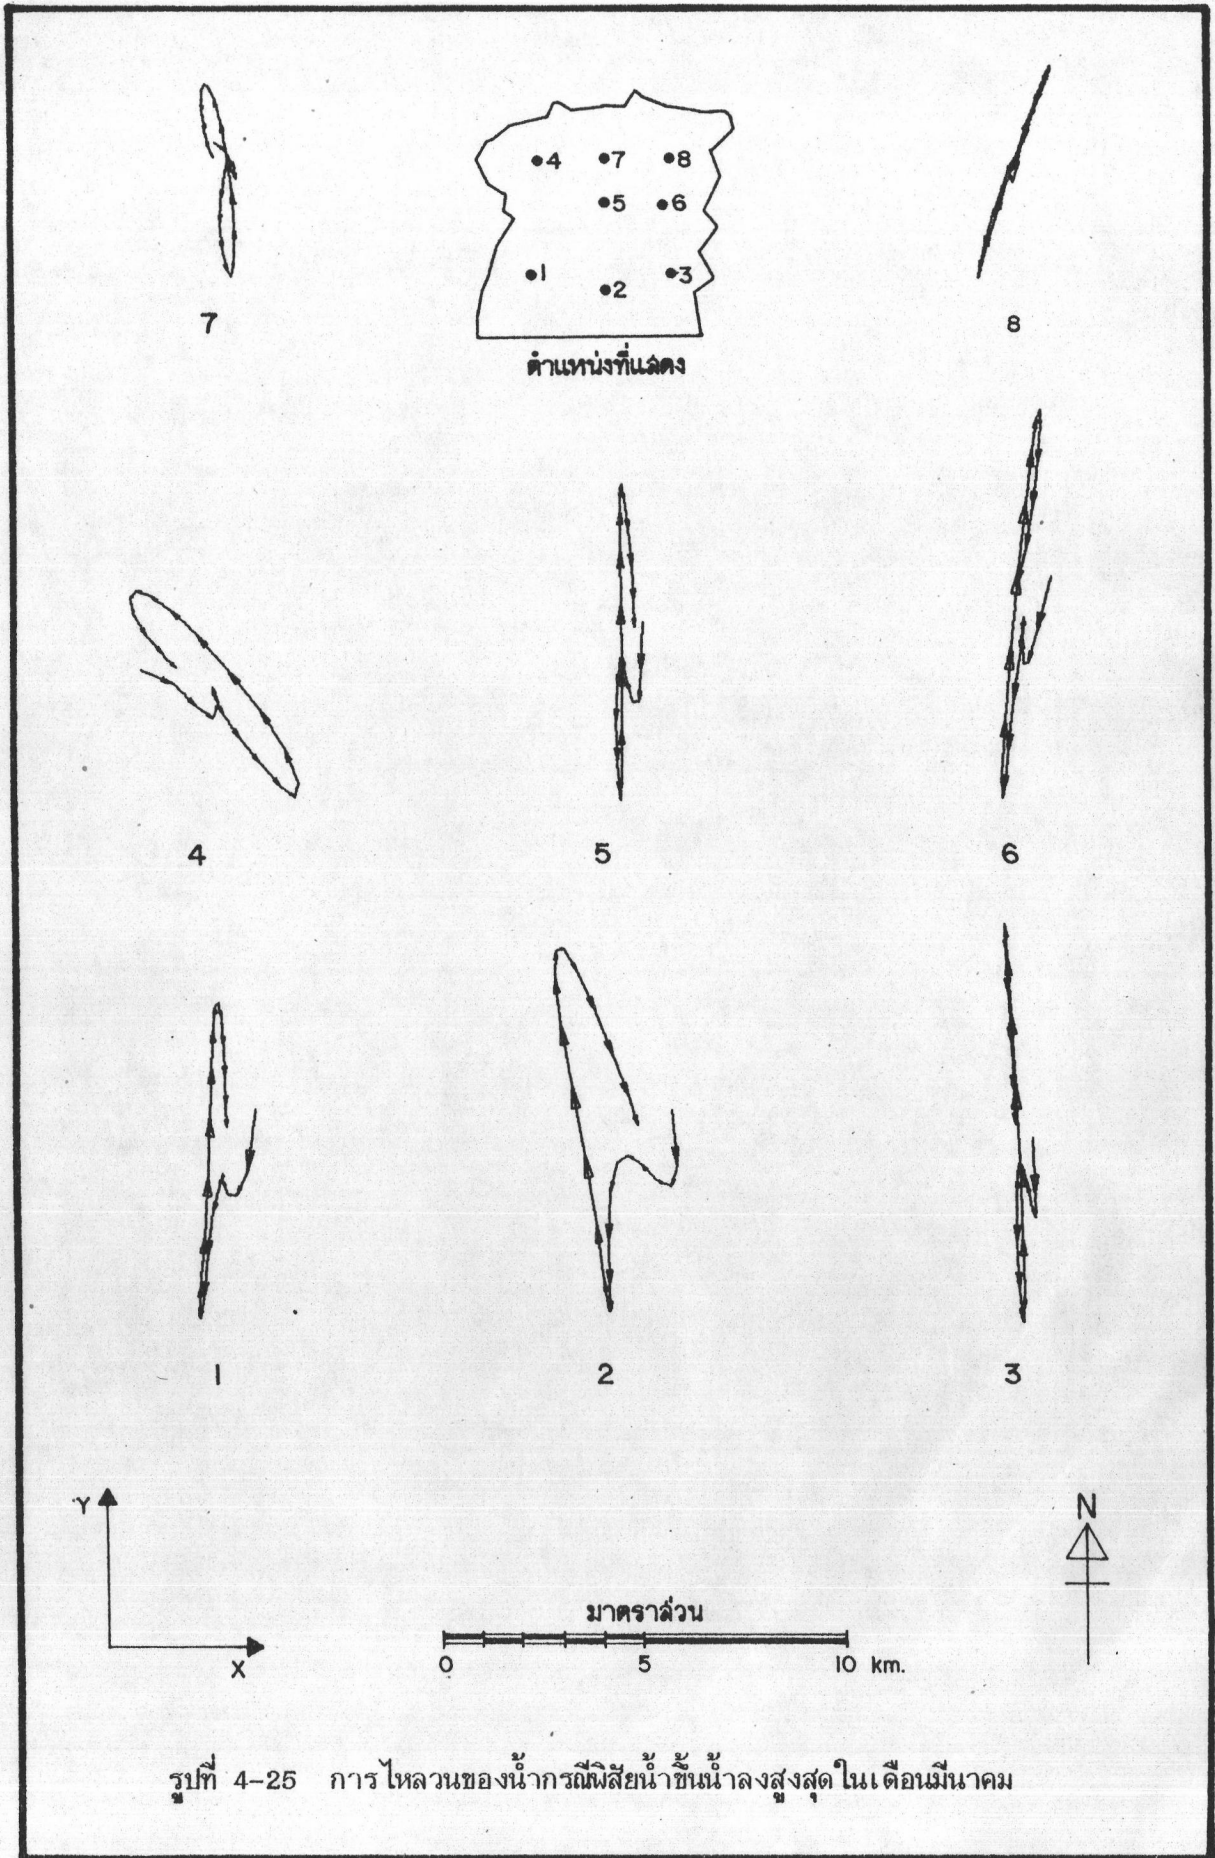 7
4 7 8
5 6
1 2 3
ตำแหน่งที่แสดง
8
4
5
6
1
2
3
Y
X
N
มาตราส่วน
0 5 10 km.
รูปที่ 4-25 การไหลวนของน้ำกรณีพิสัยน้ำขึ้นน้ำลงสูงสุดในเดือนมีนาคม